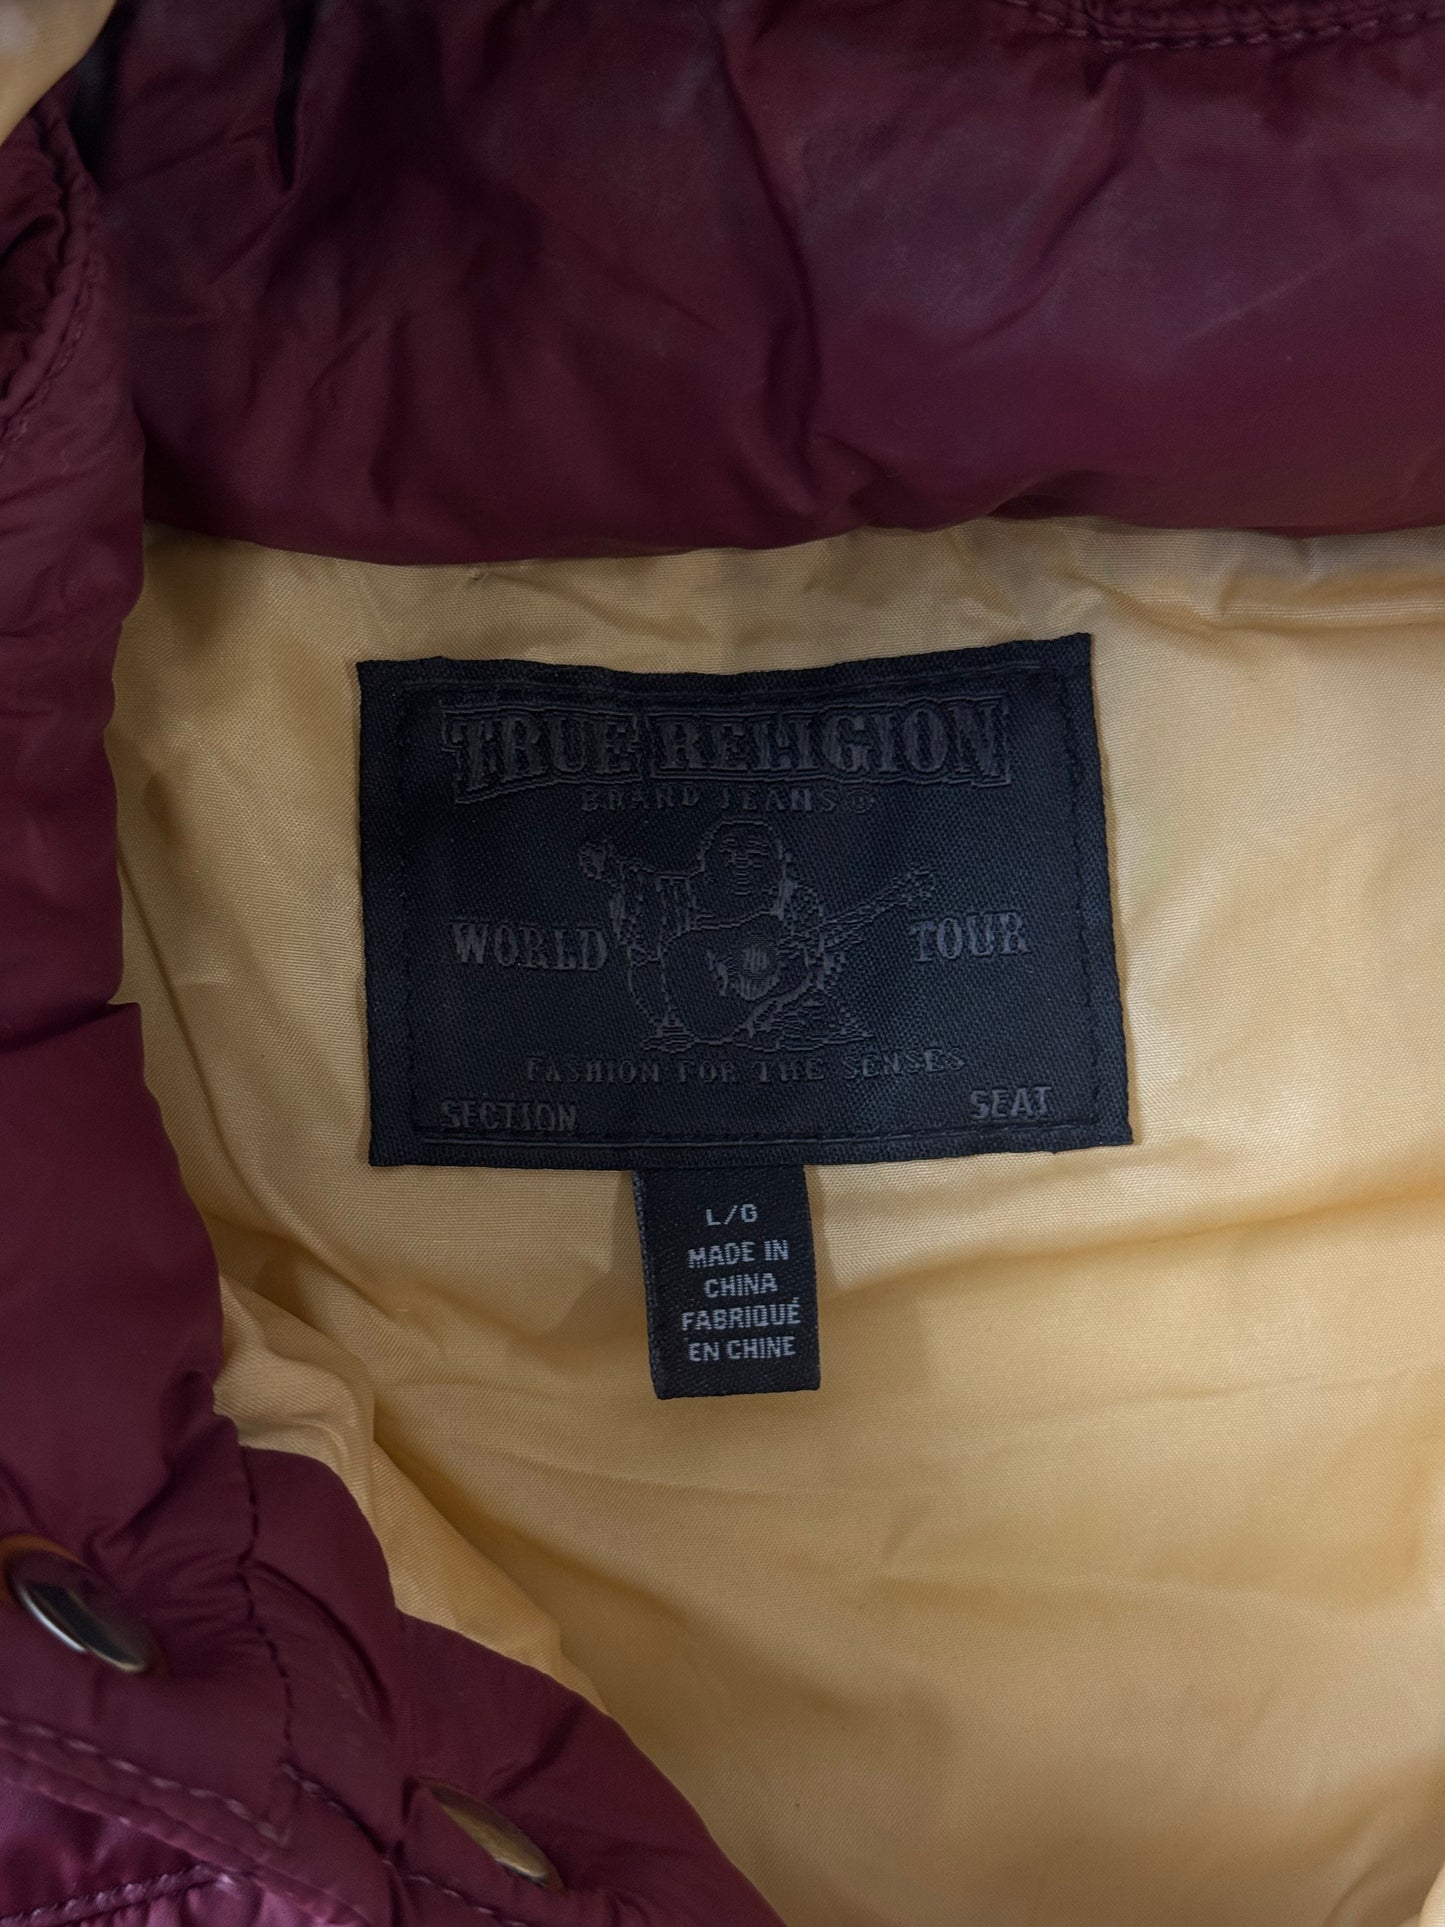 TRUE RELIGION
BRAND JEANS®
WORLD TOUR
FASHION FOR THE SENSES
SECTION SEAT
L/G
MADE IN
CHINA
FABRIQUÉ
EN CHINE